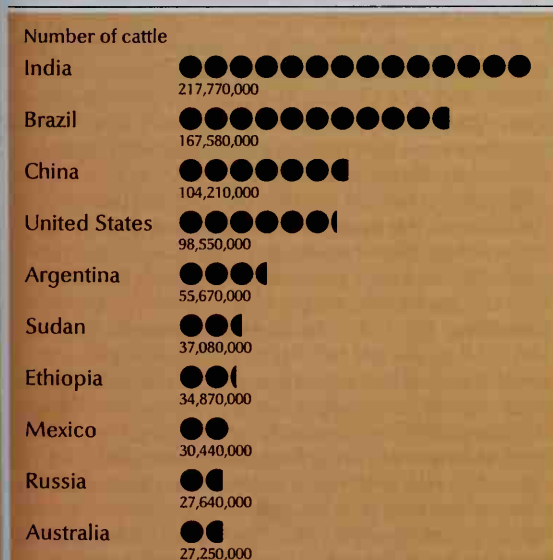 Number of cattle
India
217,770,000
Brazil
167,580,000
China
104,210,000
United States
98,550,000
Argentina
55,670,000
Sudan
37,080,000
Ethiopia
34,870,000
Mexico
30,440,000
Russia
27,640,000
Australia
27,250,000